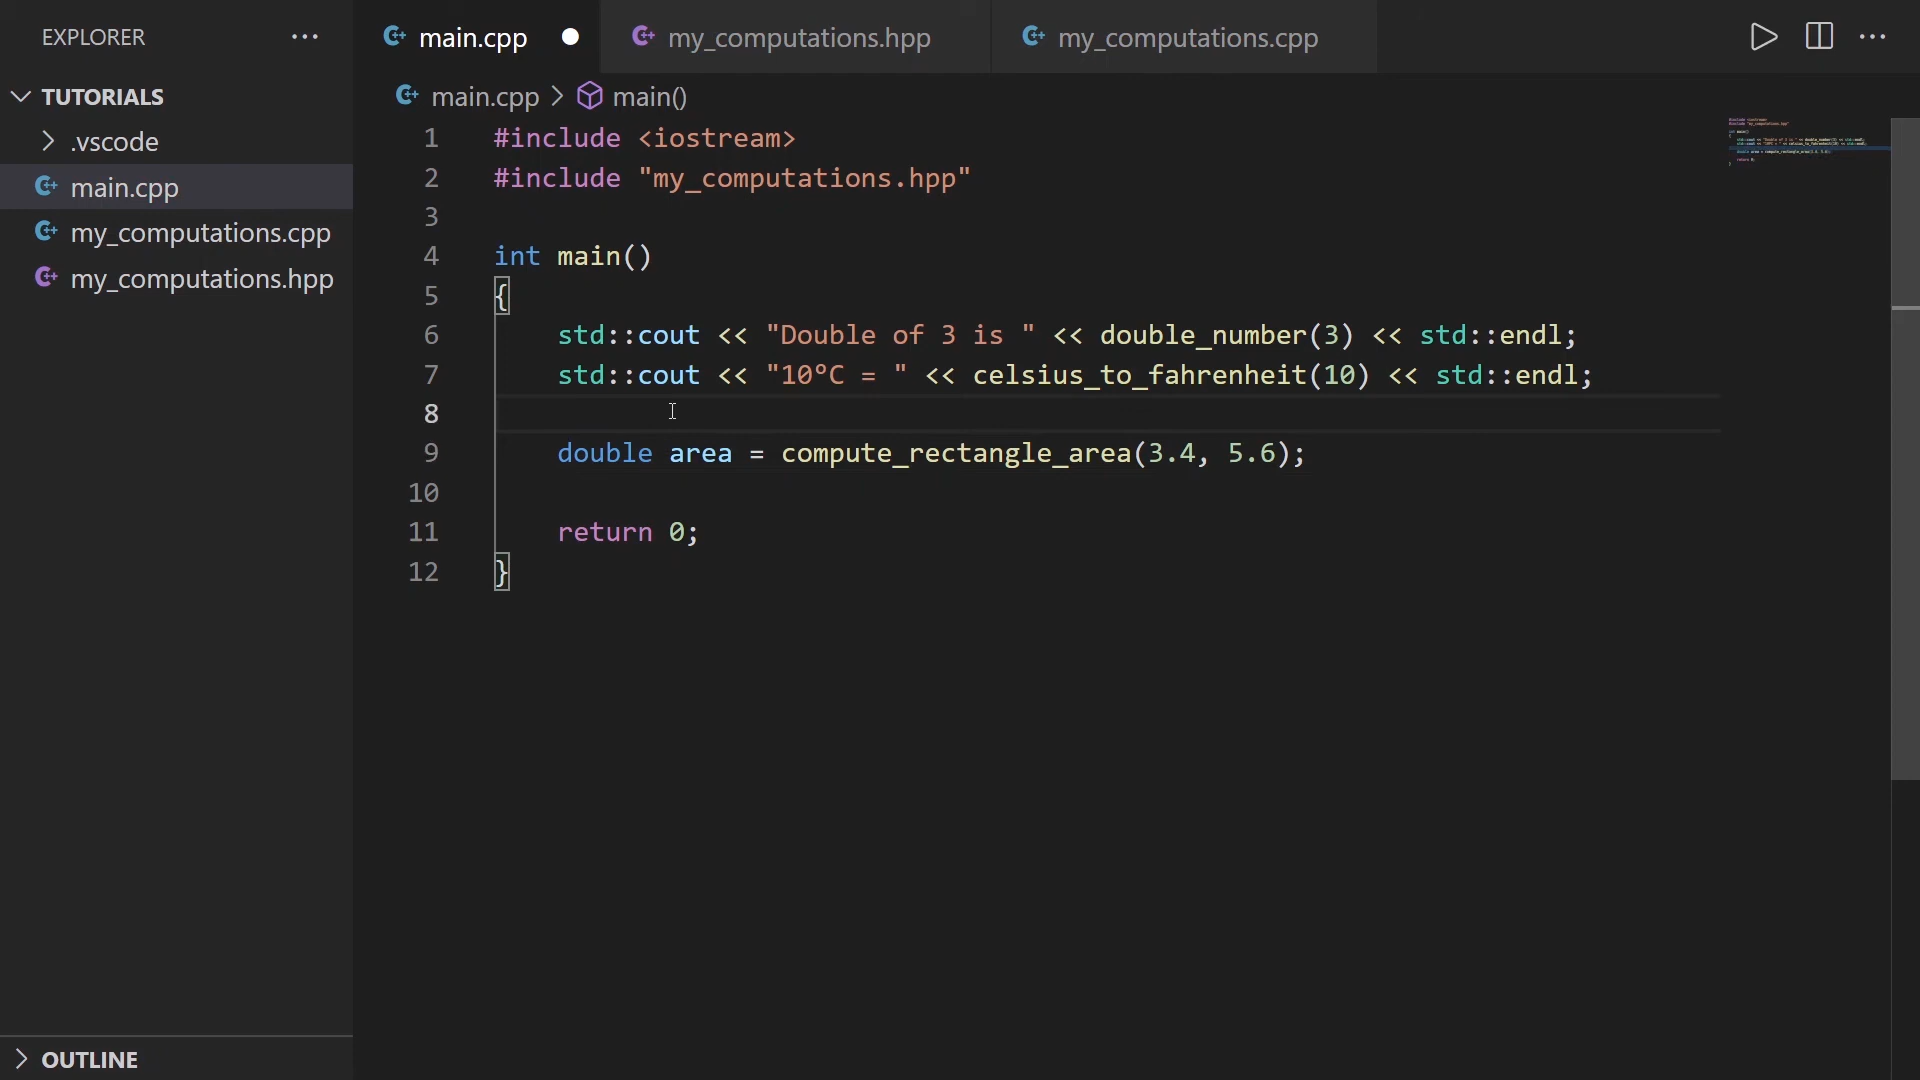 EXPLORER
TUTORIALS
.vscode
main.cpp
my_computations.cpp
my_computations.hpp
OUTLINE
main.cpp my_computations.hpp my_computations.cpp
main.cpp > main()
1 #include <iostream>
2 #include "my_computations.hpp"
3
4 int main()
5 {
6 std::cout << "Double of 3 is " << double_number(3) << std::endl;
7 std::cout << "10ºC = " << celsius_to_fahrenheit(10) << std::endl;
8
9 double area = compute_rectangle_area(3.4, 5.6);
10
11 return 0;
12 }